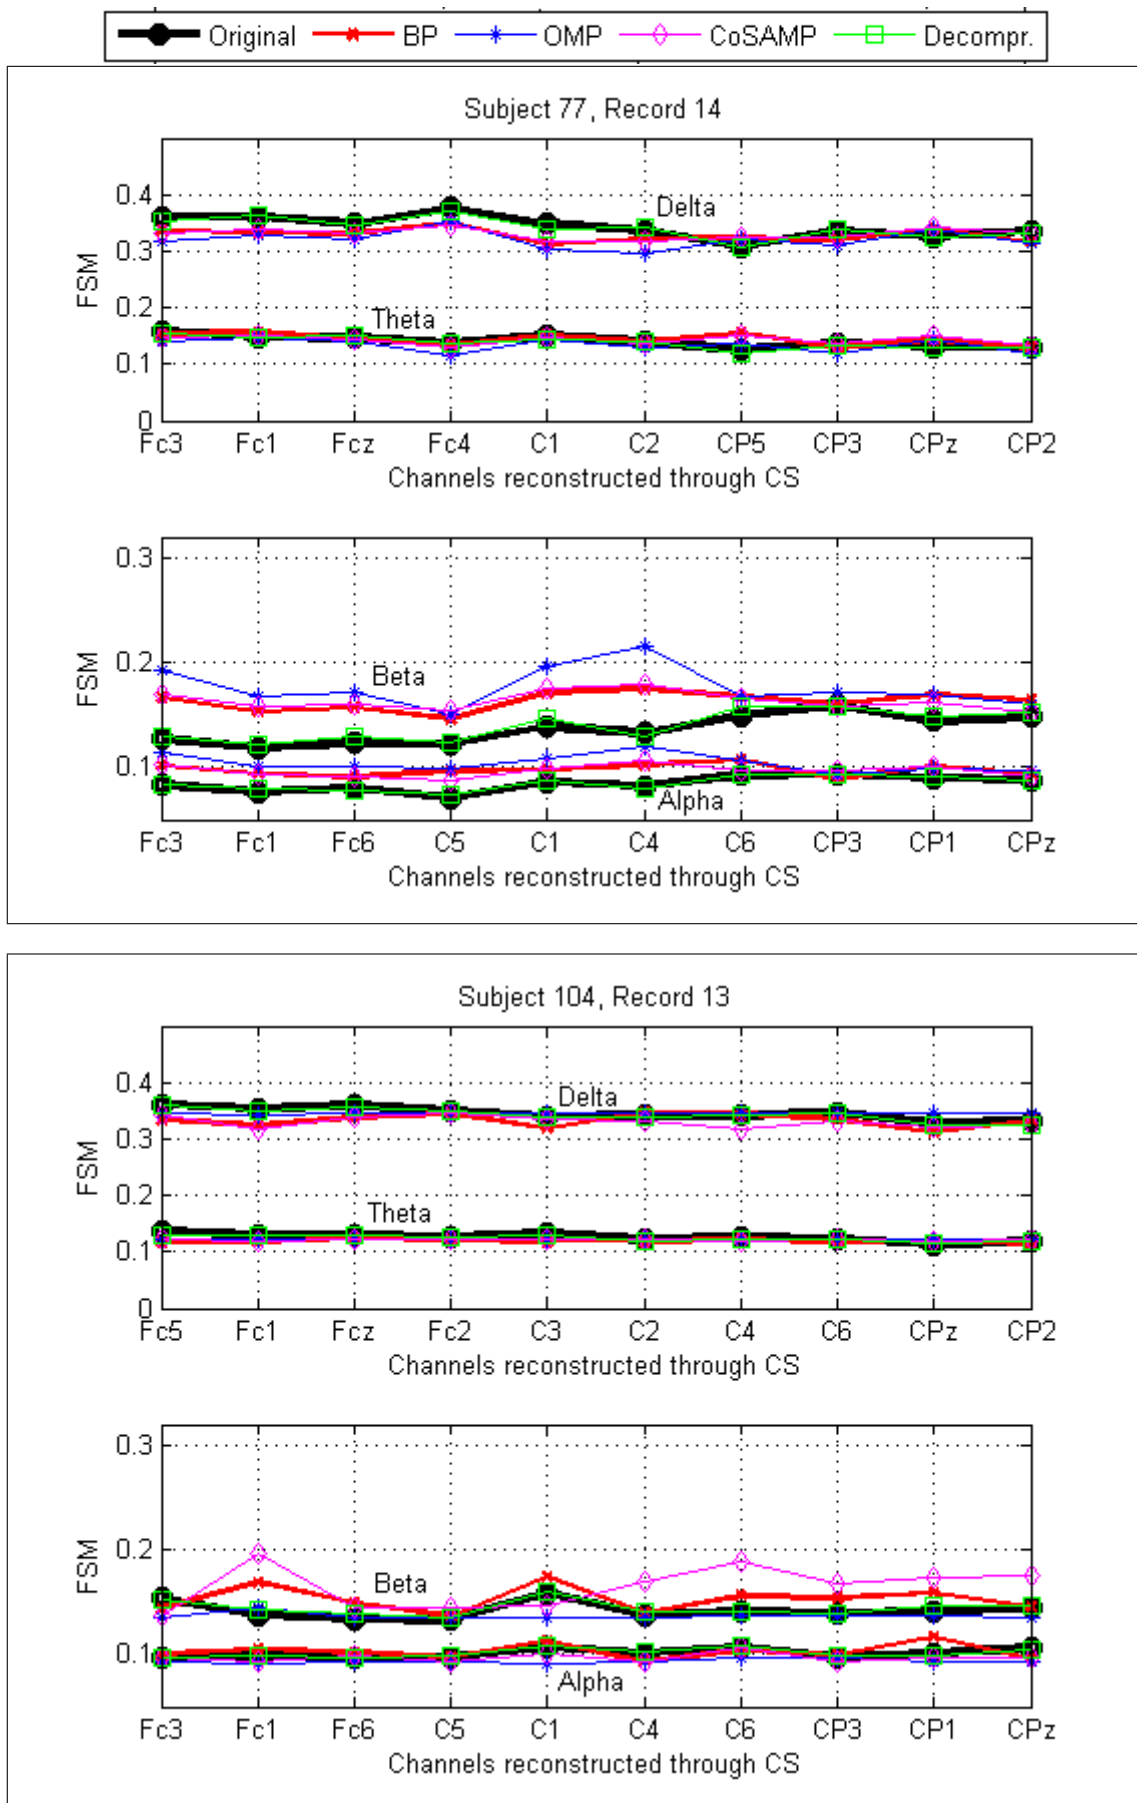 Original BP OMP CoSAMP Decompr.
Subject 77, Record 14
0.4
0.3
0.2
0.1
0
FSM
Delta
Theta
Fc3 Fc1 Fcz Fc4 C1 C2 CP5 CP3 CPz CP2
Channels reconstructed through CS
0.3
0.2
0.1
FSM
Beta
Alpha
Fc3 Fc1 Fc6 C5 C1 C4 C6 CP3 CP1 CPz
Channels reconstructed through CS
Subject 104, Record 13
0.4
0.3
0.2
0.1
0
FSM
Delta
Theta
Fc5 Fc1 Fcz Fc2 C3 C2 C4 C6 CPz CP2
Channels reconstructed through CS
0.3
0.2
0.1
FSM
Beta
Alpha
Fc3 Fc1 Fc6 C5 C1 C4 C6 CP3 CP1 CPz
Channels reconstructed through CS